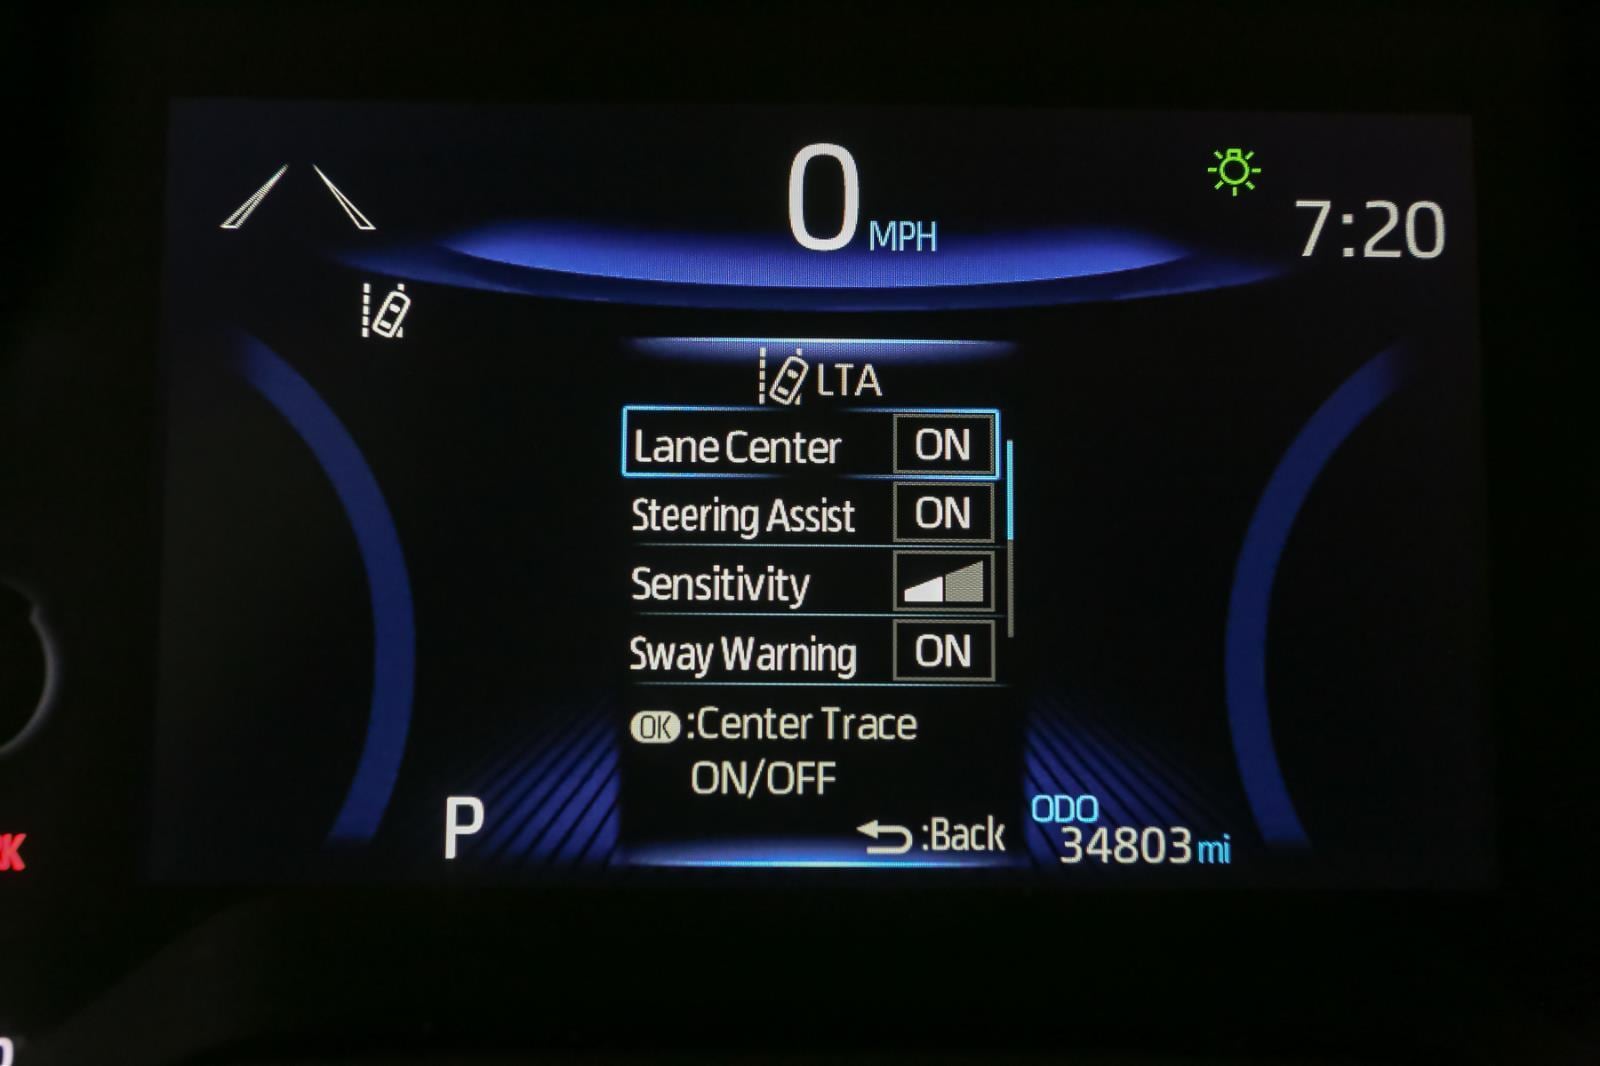 0 MPH
7:20
LTA
Lane Center ON
Steering Assist ON
Sensitivity
Sway Warning ON
OK :Center Trace
ON/OFF
:Back
P
ODO
34803 mi